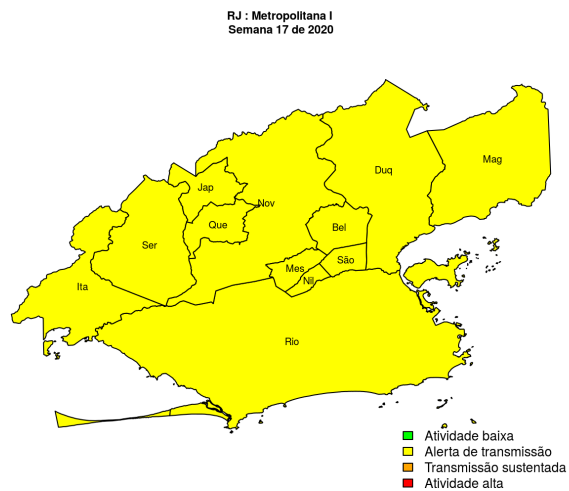 RJ : Metropolitana I
Semana 17 de 2020
Mag
Duq
Jap
Nov
Que
Bel
Ser
São
Mes
Nil
Ita
Rio
Atividade baixa
Alerta de transmissão
Transmissão sustentada
Atividade alta